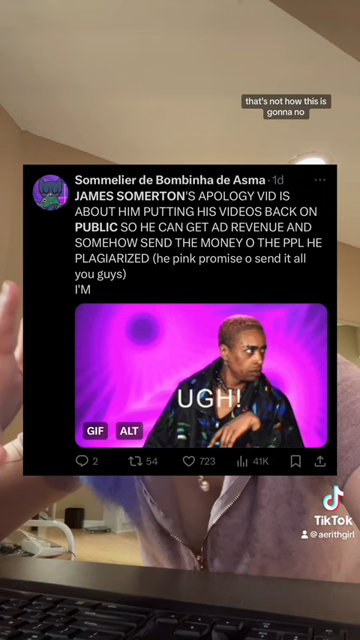 that's not how this is
gonna no
Sommelier de Bombinha de Asma · 1d
JAMES SOMERTON'S APOLOGY VID IS
ABOUT HIM PUTTING HIS VIDEOS BACK ON
PUBLIC SO HE CAN GET AD REVENUE AND
SOMEHOW SEND THE MONEY O THE PPL HE
PLAGIARIZED (he pink promise o send it all
you guys)
I'M
UGH!
GIF ALT
2 54 723 41K
TikTok
@aerithgirl